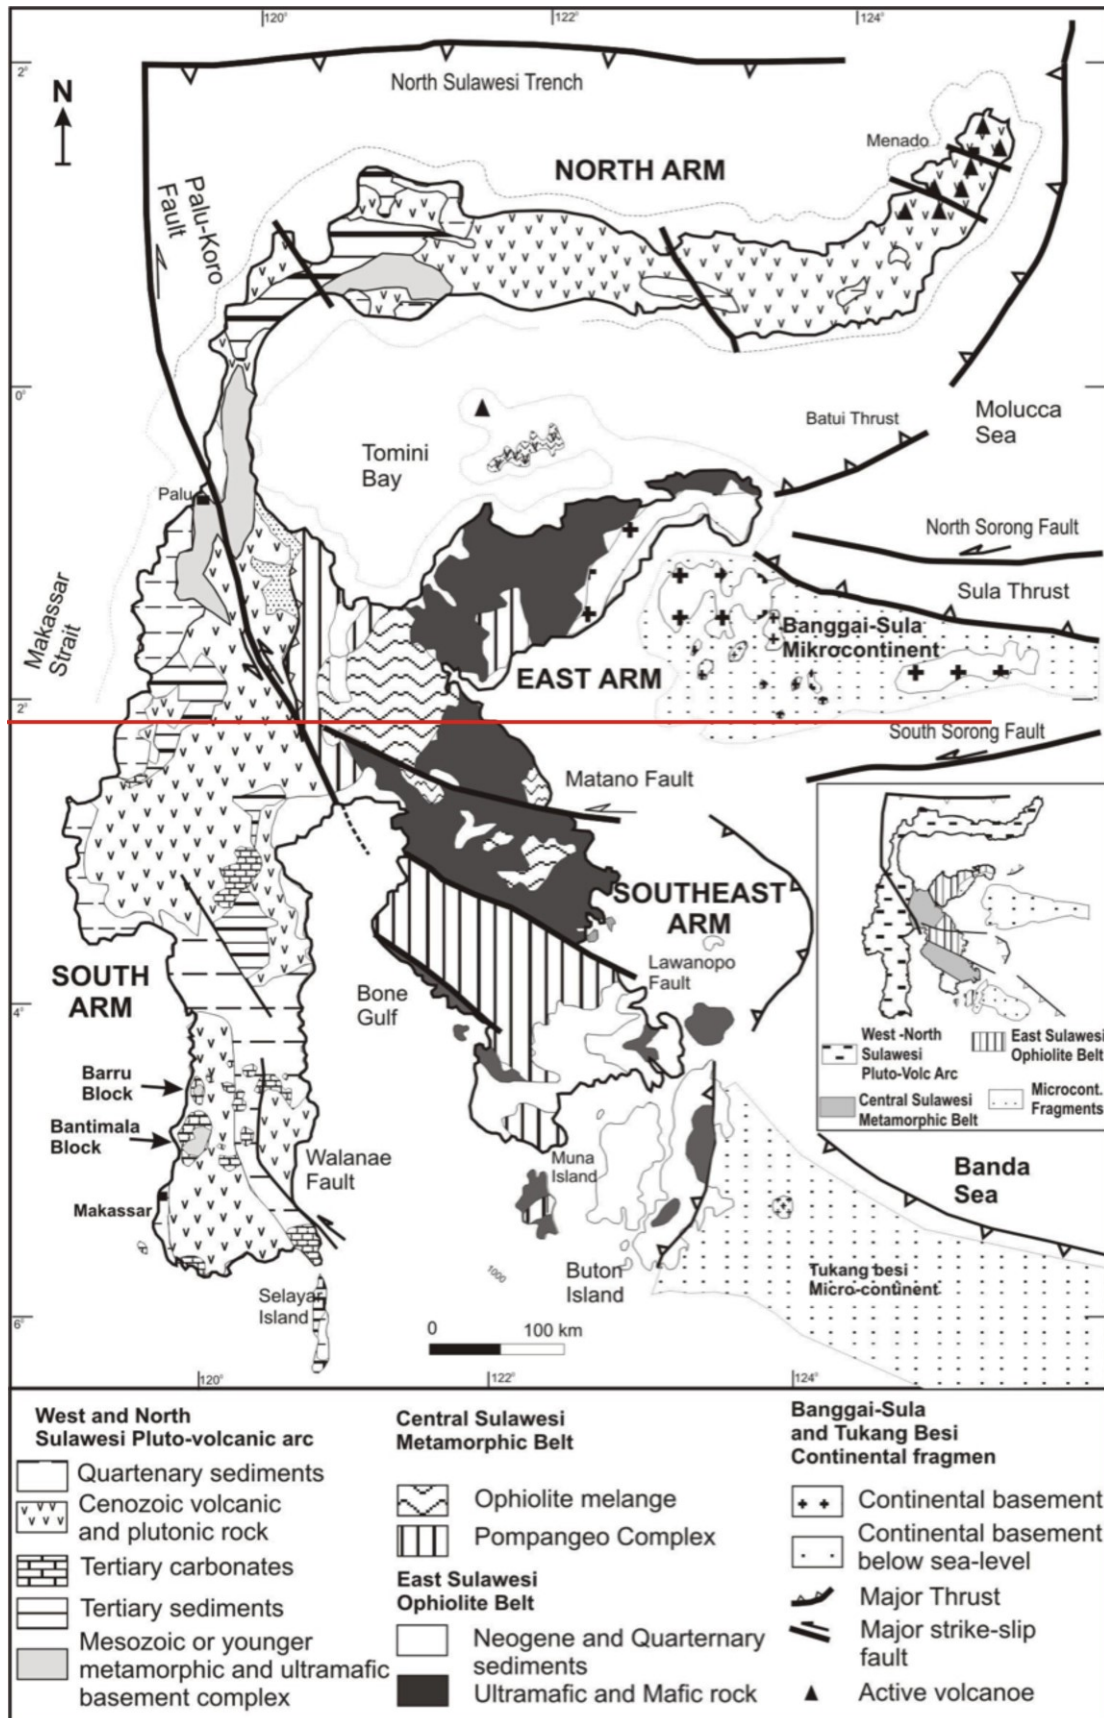 120°
122°
124°
2°
N
North Sulawesi Trench
Menado
NORTH ARM
Palu-Koro
Fault
0°
Molucca
Sea
Batui Thrust
Tomini
Bay
Palu
North Sorong Fault
Sula Thrust
Makassar
Strait
Banggai-Sula
Mikrocontinent
EAST ARM
2°
South Sorong Fault
Matano Fault
SOUTHEAST
ARM
SOUTH
ARM
Lawanopo
Fault
Bone
Gulf
4°
West -North
Sulawesi
Pluto-Volc Arc
East Sulawesi
Ophiolite Belt
Central Sulawesi
Metamorphic Belt
Microcont.
Fragments
Barru
Block
Bantimala
Block
Walanae
Fault
Muna
Island
Makassar
Banda
Sea
Buton
Island
Tukang besi
Micro-continent
1000
Selayar
Island
6°
0
100 km
120°
122°
124°
West and North
Sulawesi Pluto-volcanic arc
Quartenary sediments
Cenozoic volcanic
and plutonic rock
Tertiary carbonates
Tertiary sediments
Mesozoic or younger
metamorphic and ultramafic
basement complex
Central Sulawesi
Metamorphic Belt
Ophiolite melange
Pompangeo Complex
East Sulawesi
Ophiolite Belt
Neogene and Quarternary
sediments
Ultramafic and Mafic rock
Banggai-Sula
and Tukang Besi
Continental fragmen
Continental basement
Continental basement
below sea-level
Major Thrust
Major strike-slip
fault
Active volcanoe